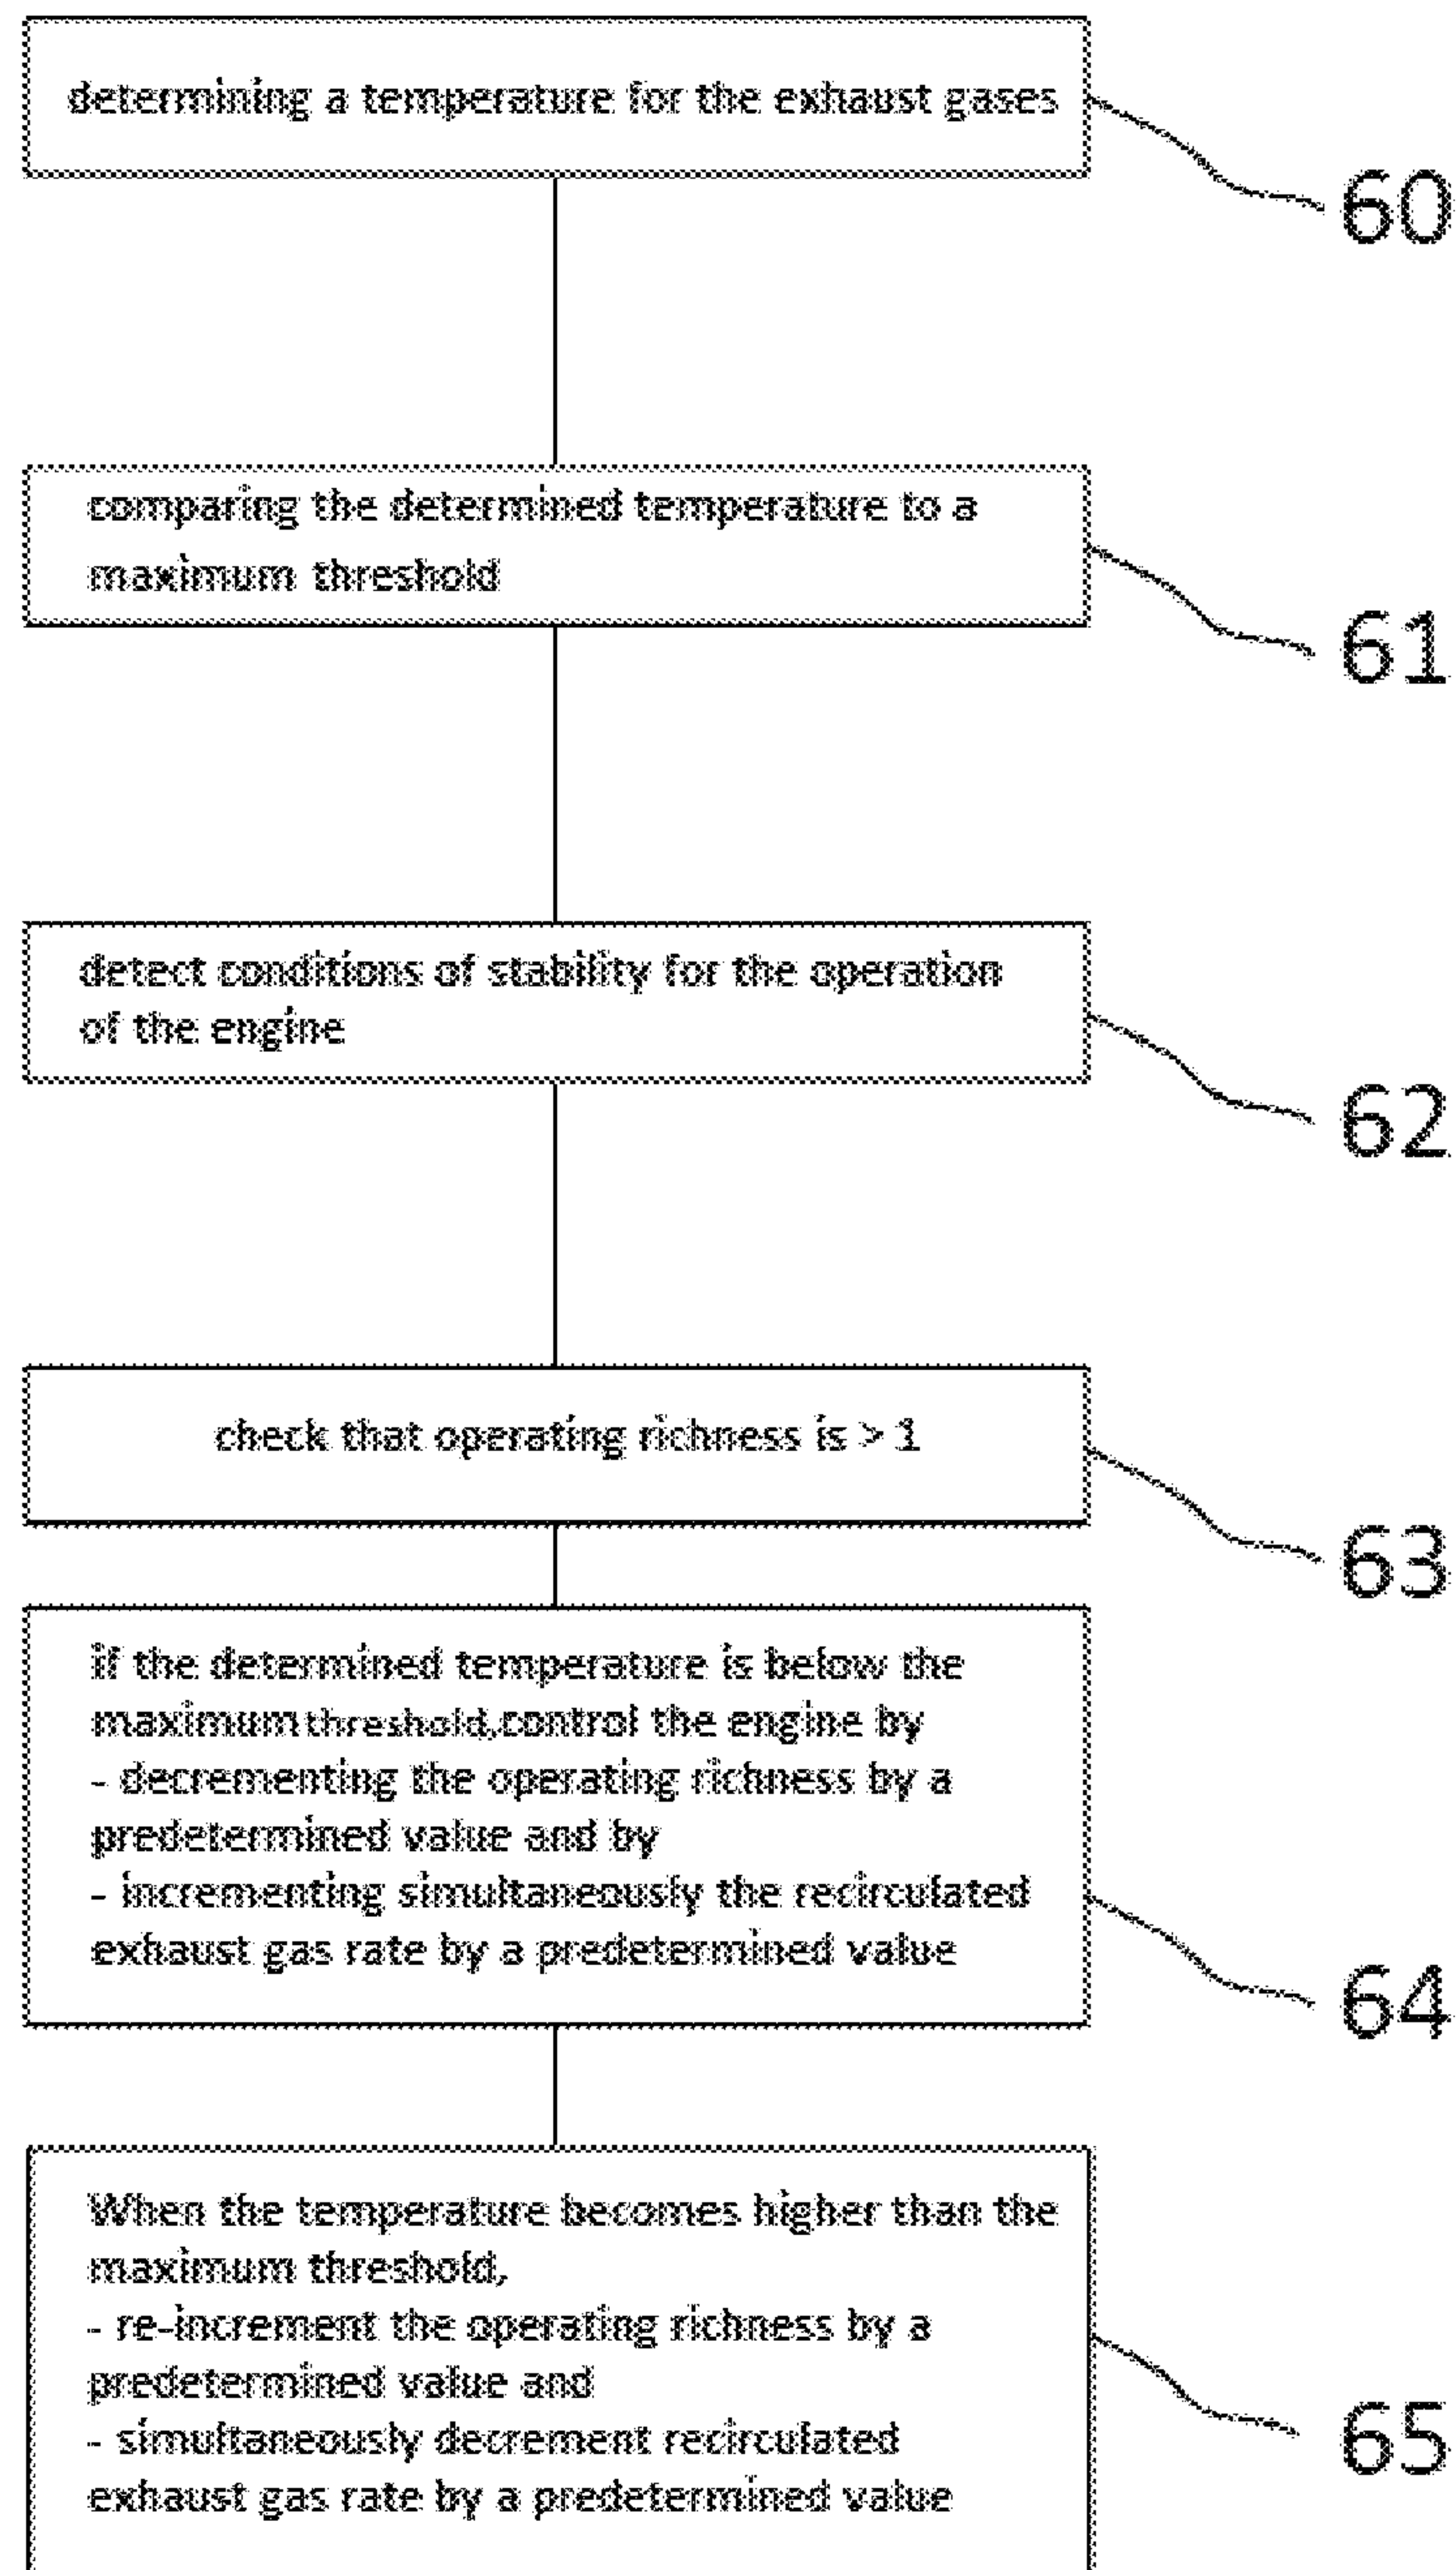 determining a temperature for the exhaust gases
60
comparing the determined temperature to a
maximum threshold
61
detect conditions of stability for the operation
of the engine
62
check that operating richness is > 1
63
if the determined temperature is below the
maximum threshold,control the engine by
- decrementing the operating richness by a
predetermined value and by
- incrementing simultaneously the recirculated
exhaust gas rate by a predetermined value
64
When the temperature becomes higher than the
maximum threshold,
- re-increment the operating richness by a
predetermined value and
- simultaneously decrement recirculated
exhaust gas rate by a predetermined value
65